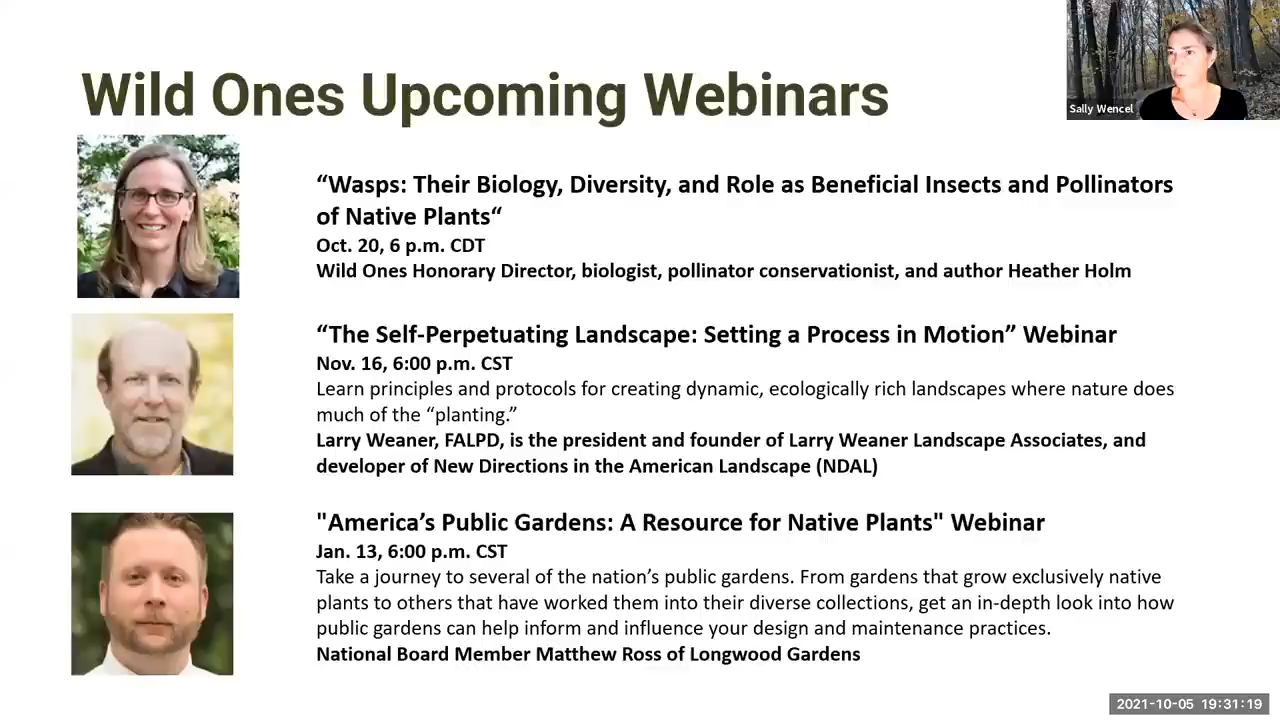 Wild Ones Upcoming Webinars
Sally Wencel
“Wasps: Their Biology, Diversity, and Role as Beneficial Insects and Pollinators
of Native Plants“
Oct. 20, 6 p.m. CDT
Wild Ones Honorary Director, biologist, pollinator conservationist, and author Heather Holm
“The Self-Perpetuating Landscape: Setting a Process in Motion” Webinar
Nov. 16, 6:00 p.m. CST
Learn principles and protocols for creating dynamic, ecologically rich landscapes where nature does
much of the “planting.”
Larry Weaner, FALPD, is the president and founder of Larry Weaner Landscape Associates, and
developer of New Directions in the American Landscape (NDAL)
"America’s Public Gardens: A Resource for Native Plants" Webinar
Jan. 13, 6:00 p.m. CST
Take a journey to several of the nation’s public gardens. From gardens that grow exclusively native
plants to others that have worked them into their diverse collections, get an in-depth look into how
public gardens can help inform and influence your design and maintenance practices.
National Board Member Matthew Ross of Longwood Gardens
2021-10-05 19:31:19